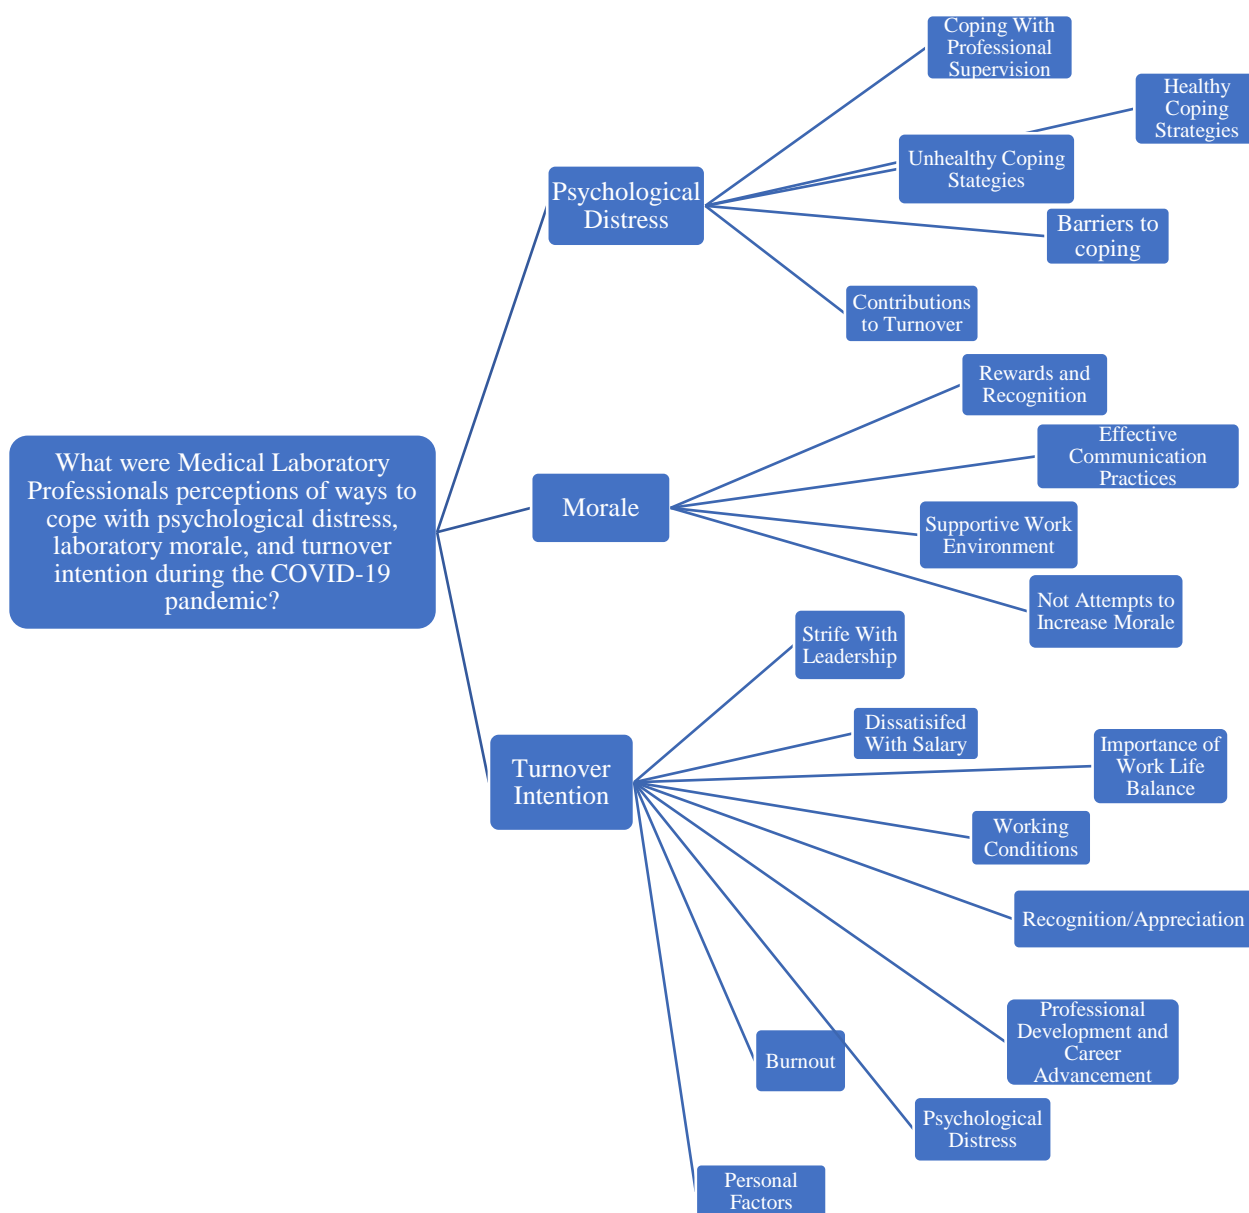 What were Medical Laboratory
Professionals perceptions of ways to
cope with psychological distress,
laboratory morale, and turnover
intention during the COVID-19
pandemic?
Psychological
Distress
Coping With
Professional
Supervision
Healthy
Coping
Strategies
Unhealthy Coping
Stategies
Barriers to
coping
Contributions
to Turnover
Morale
Rewards and
Recognition
Effective
Communication
Practices
Supportive Work
Environment
Not Attempts to
Increase Morale
Turnover
Intention
Strife With
Leadership
Dissatisifed
With Salary
Importance of
Work Life
Balance
Working
Conditions
Recognition/Appreciation
Professional
Development and
Career
Advancement
Psychological
Distress
Burnout
Personal
Factors